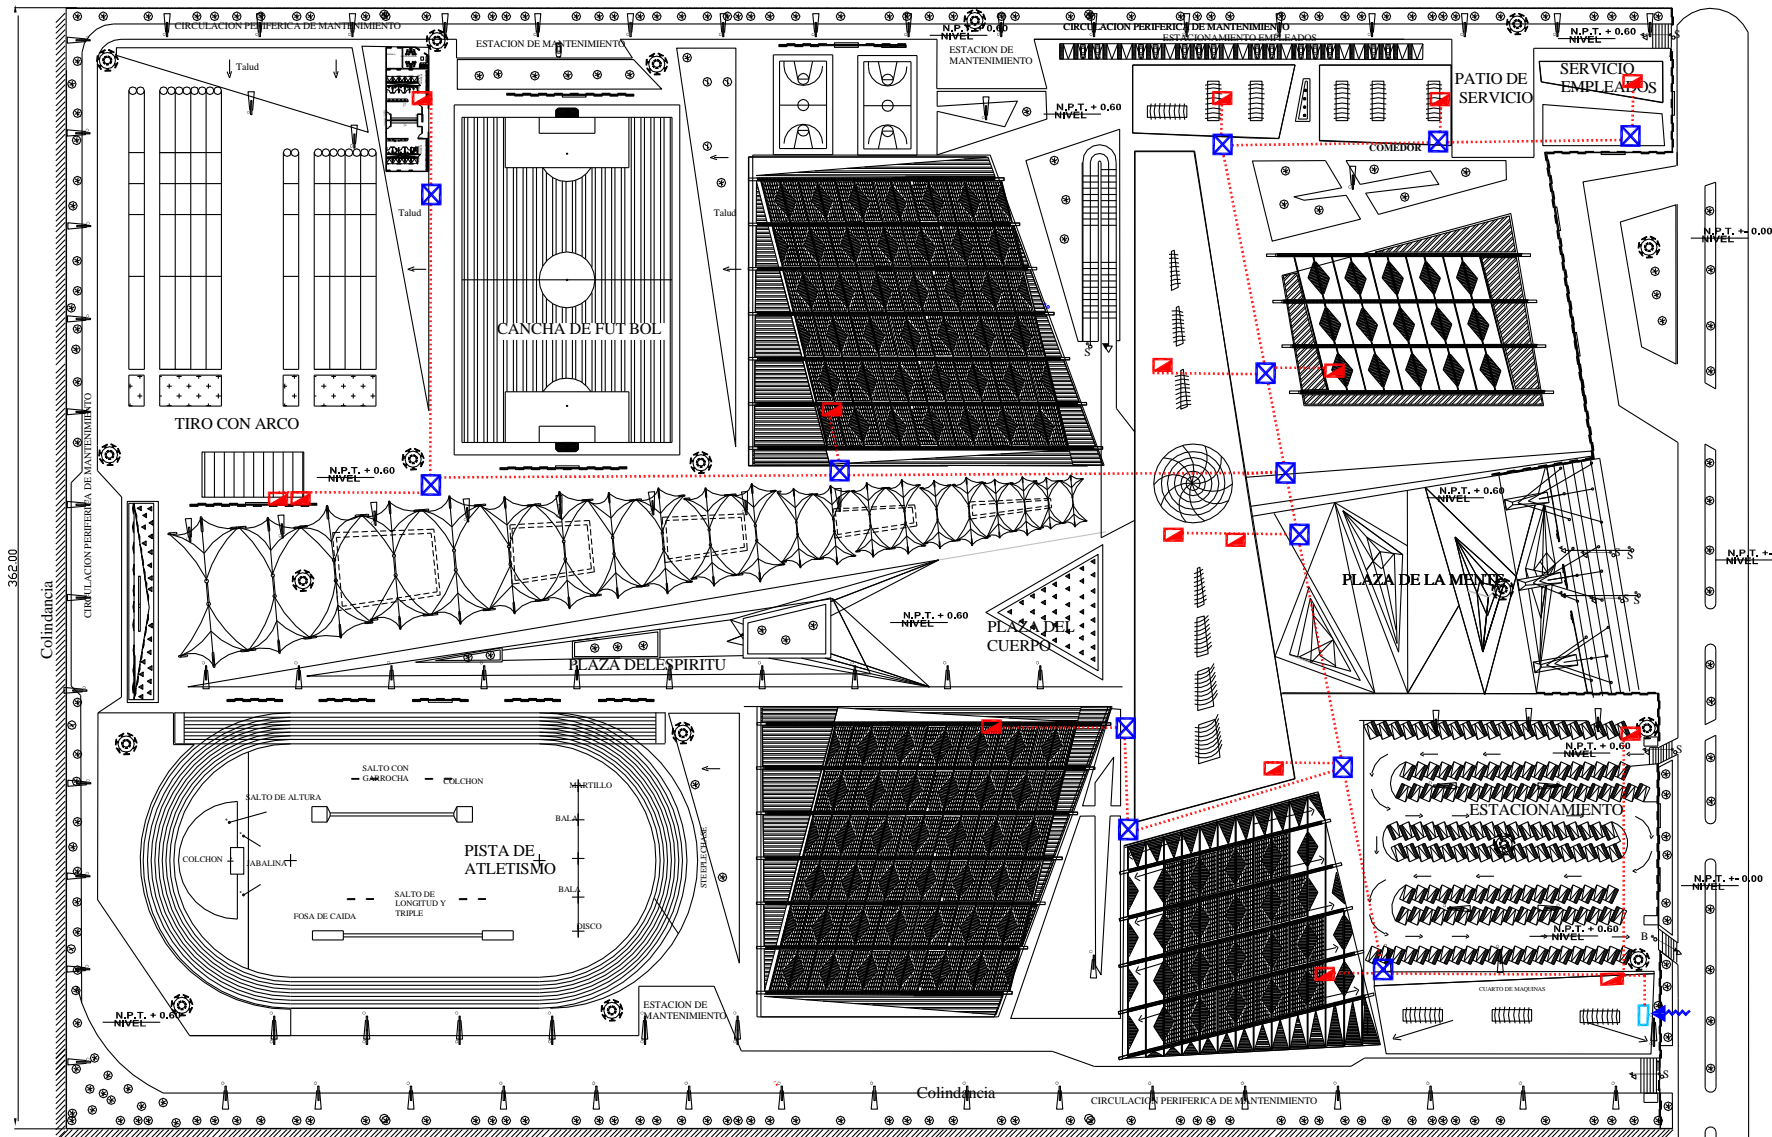 CIRCULACION PERIFERICA DE MANTENIMIENTO
N.P.T. + 0.60
NIVEL
CIRCULACION PERIFERICA DE MANTENIMIENTO
ESTACIONAMIENTO EMPLEADOS
N.P.T. + 0.60
NIVEL
S
ESTACION DE MANTENIMIENTO
ESTACION DE
MANTENIMIENTO
Talud
PATIO DE
SERVICIO
SERVICIO
EMPLEADOS
N.P.T. + 0.60
NIVEL
COMEDOR
Talud
Talud
N.P.T. +- 0.00
NIVEL
CANCHA DE FUT BOL
S
TIRO CON ARCO
CIRCULACION PERIFERICA DE MANTENIMIENTO
N.P.T. + 0.60
NIVEL
N.P.T. + 0.60
NIVEL
362.00
Colindancia
S
S
N.P.T. +-
NIVEL
PLAZA DE LA MENTE
S
S
N.P.T. + 0.60
NIVEL
PLAZA DEL
CUERPO
PLAZA DELESPIRITU
N.P.T. + 0.60
NIVEL
S
SALTO CON
GARROCHA
COLCHON
MARTILLO
SALTO DE ALTURA
BALA
ESTACIONAMIENTO
PISTA DE
ATLETISMO
COLCHON
JABALINA
STEEPLE CHASE
BALA
SALTO DE
LONGITUD Y
TRIPLE
FOSA DE CAIDA
DISCO
N.P.T. +- 0.00
NIVEL
N.P.T. + 0.60
NIVEL
B
CUARTO DE MAQUINAS
ESTACION DE
MANTENIMIENTO
N.P.T. + 0.60
NIVEL
S
Colindancia
CIRCULACION PERIFERICA DE MANTENIMIENTO